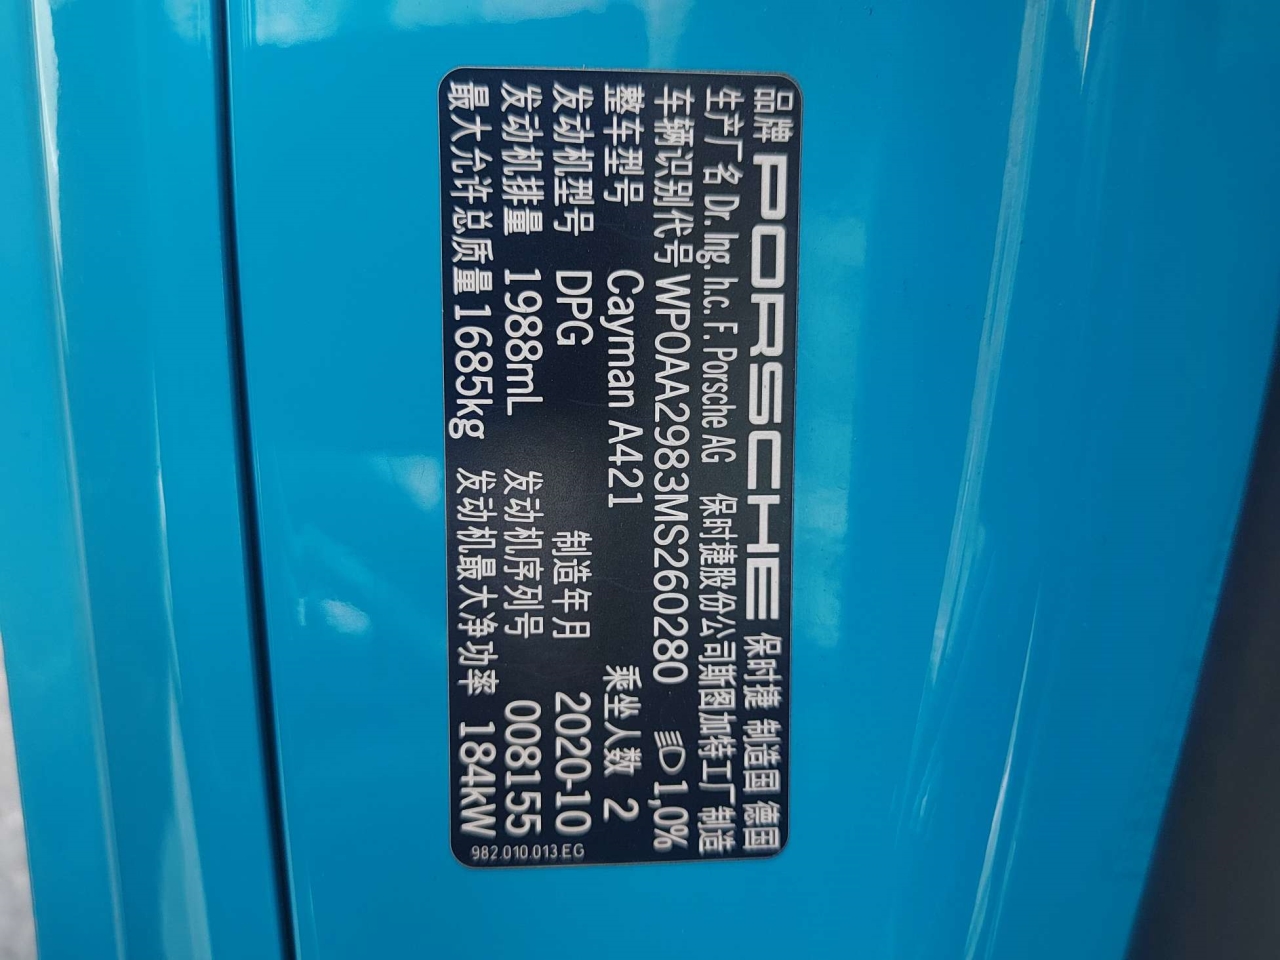 品牌 PORSCHE 保时捷 制造国 德国
生产厂名 Dr. Ing. h.c. F. Porsche AG 保时捷股份公司斯图加特工厂 制造
车辆识别代号 WP0AA2983MS260280 1,0%
整车型号 Cayman A421 乘坐人数 2
发动机型号 DPG 制造年月 2020-10
发动机排量 1988mL 发动机序列号 008155
最大允许总质量 1685kg 发动机最大净功率 184kW
982.010.013.EG